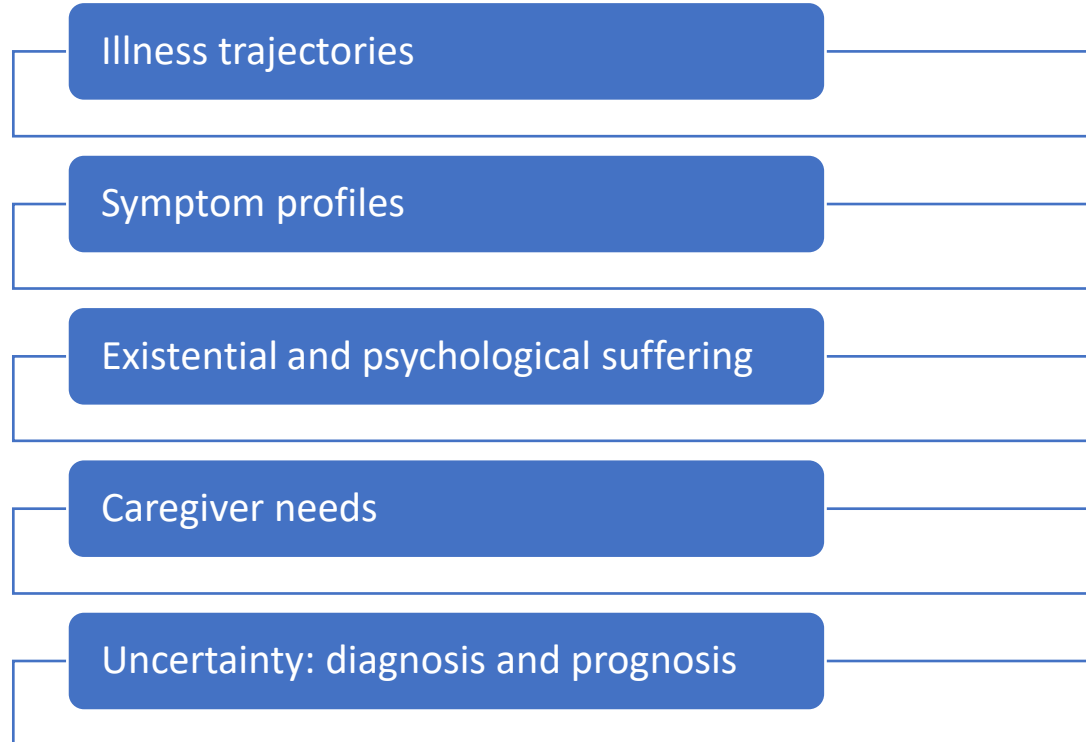 Illness trajectories
Symptom profiles
Existential and psychological suffering
Caregiver needs
Uncertainty: diagnosis and prognosis